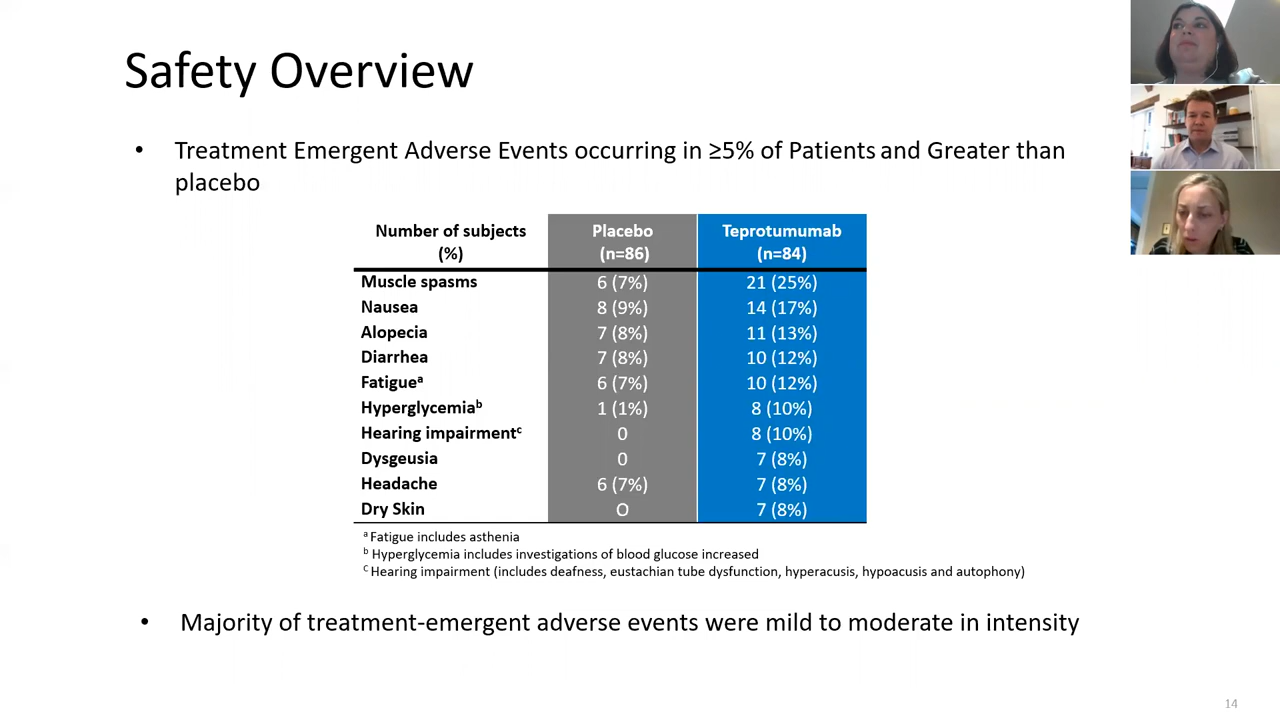 Safety Overview
• Treatment Emergent Adverse Events occurring in ≥5% of Patients and Greater than
placebo
Number of subjects (%) Placebo (n=86) Teprotumumab (n=84)
Muscle spasms 6 (7%) 21 (25%)
Nausea 8 (9%) 14 (17%)
Alopecia 7 (8%) 11 (13%)
Diarrhea 7 (8%) 10 (12%)
Fatigueᵃ 6 (7%) 10 (12%)
Hyperglycemiaᵇ 1 (1%) 8 (10%)
Hearing impairmentᶜ 0 8 (10%)
Dysgeusia 0 7 (8%)
Headache 6 (7%) 7 (8%)
Dry Skin O 7 (8%)
ᵃ Fatigue includes asthenia
ᵇ Hyperglycemia includes investigations of blood glucose increased
ᶜ Hearing impairment (includes deafness, eustachian tube dysfunction, hyperacusis, hypoacusis and autophony)
• Majority of treatment-emergent adverse events were mild to moderate in intensity
14